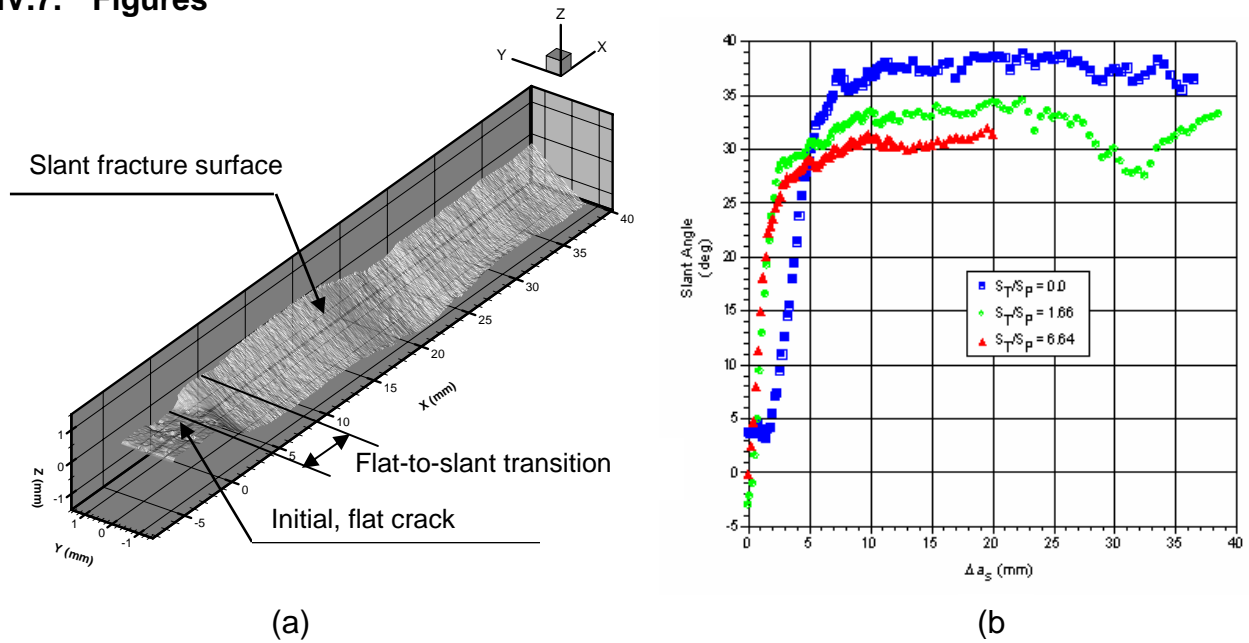 IV.7. Figures
Z
Y
X
Slant fracture surface
40
35
30
25
20
15
10
5
0
-5
X (mm)
Flat-to-slant transition
Initial, flat crack
1
0
-1
Z (mm)
1
0
-1
Y (mm)
(a)
40
35
30
25
20
15
10
5
0
-5
Slant Angle
(deg)
S_T/S_P = 0.0
S_T/S_P = 1.66
S_T/S_P = 6.64
0 5 10 15 20 25 30 35 40
Δa_s (mm)
(b